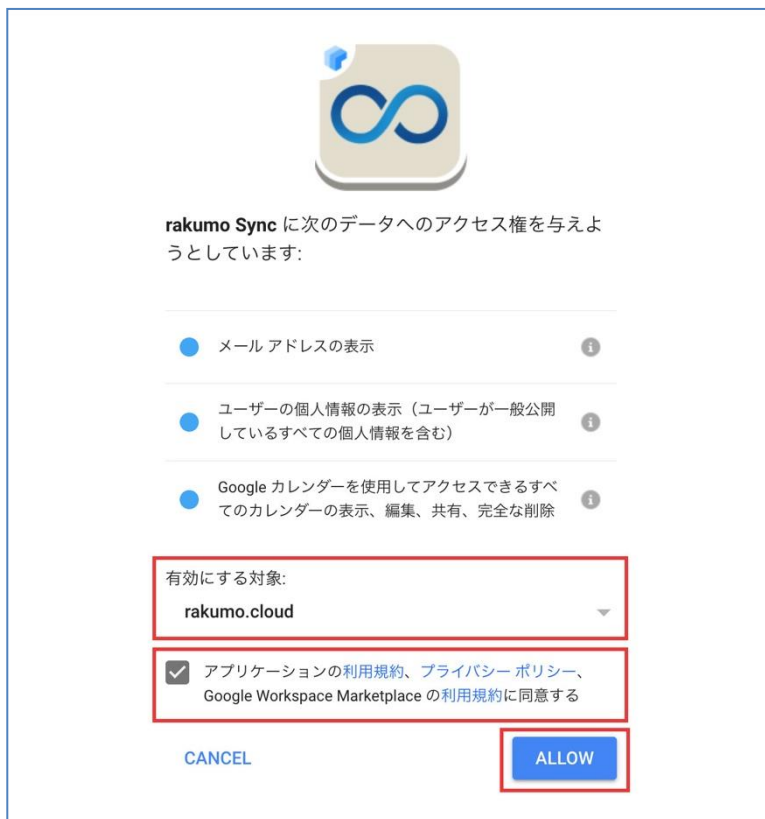 rakumo Sync に次のデータへのアクセス権を与えよ
うとしています:
メール アドレスの表示
ユーザーの個人情報の表示（ユーザーが一般公開
しているすべての個人情報を含む）
Google カレンダーを使用してアクセスできるすべ
てのカレンダーの表示、編集、共有、完全な削除
有効にする対象:
rakumo.cloud
アプリケーションの利用規約、プライバシー ポリシー、
Google Workspace Marketplace の利用規約に同意する
CANCEL
ALLOW